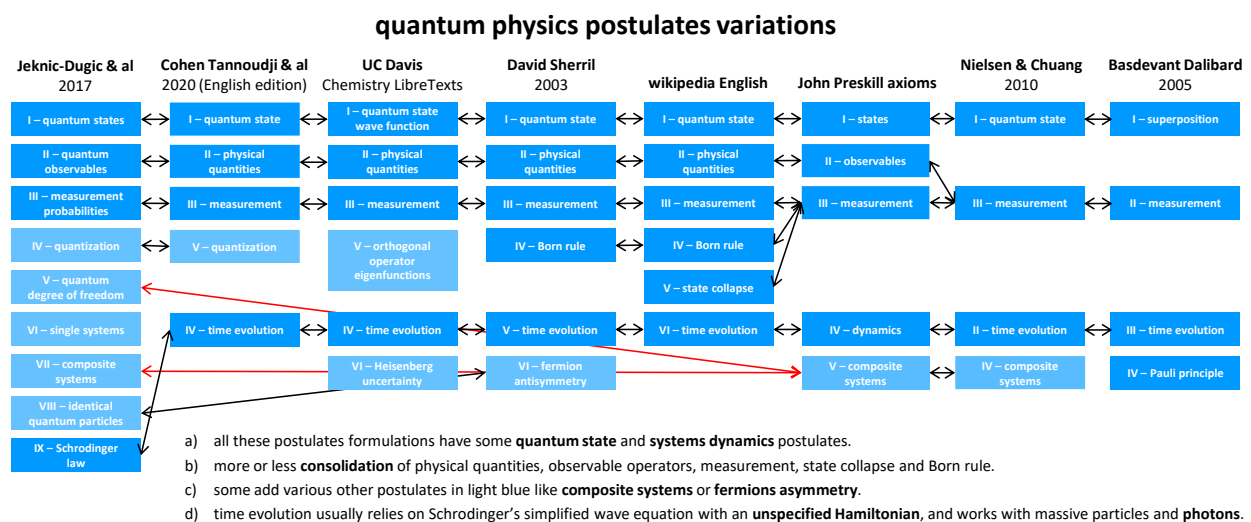 quantum physics postulates variations
Jeknic-Dugic & al
2017
Cohen Tannoudji & al
2020 (English edition)
UC Davis
Chemistry LibreTexts
David Sherril
2003
wikipedia English
John Preskill axioms
Nielsen & Chuang
2010
Basdevant Dalibard
2005
I – quantum states
I – quantum state
I – quantum state
wave function
I – quantum state
I – quantum state
I – states
I – quantum state
I – superposition
II – quantum
observables
II – physical
quantities
II – physical
quantities
II – physical
quantities
II – physical
quantities
II – observables
III – measurement
probabilities
III – measurement
III – measurement
III – measurement
III – measurement
III – measurement
III – measurement
II – measurement
IV – quantization
V – quantization
V – orthogonal
operator
eigenfunctions
IV – Born rule
IV – Born rule
V – quantum
degree of freedom
V – state collapse
VI – single systems
IV – time evolution
IV – time evolution
V – time evolution
VI – time evolution
IV – dynamics
II – time evolution
III – time evolution
VII – composite
systems
VI – Heisenberg
uncertainty
VI – fermion
antisymmetry
V – composite
systems
IV – composite
systems
IV – Pauli principle
VIII – identical
quantum particles
IX – Schrodinger
law
a) all these postulates formulations have some quantum state and systems dynamics postulates.
b) more or less consolidation of physical quantities, observable operators, measurement, state collapse and Born rule.
c) some add various other postulates in light blue like composite systems or fermions asymmetry.
d) time evolution usually relies on Schrodinger's simplified wave equation with an unspecified Hamiltonian, and works with massive particles and photons.